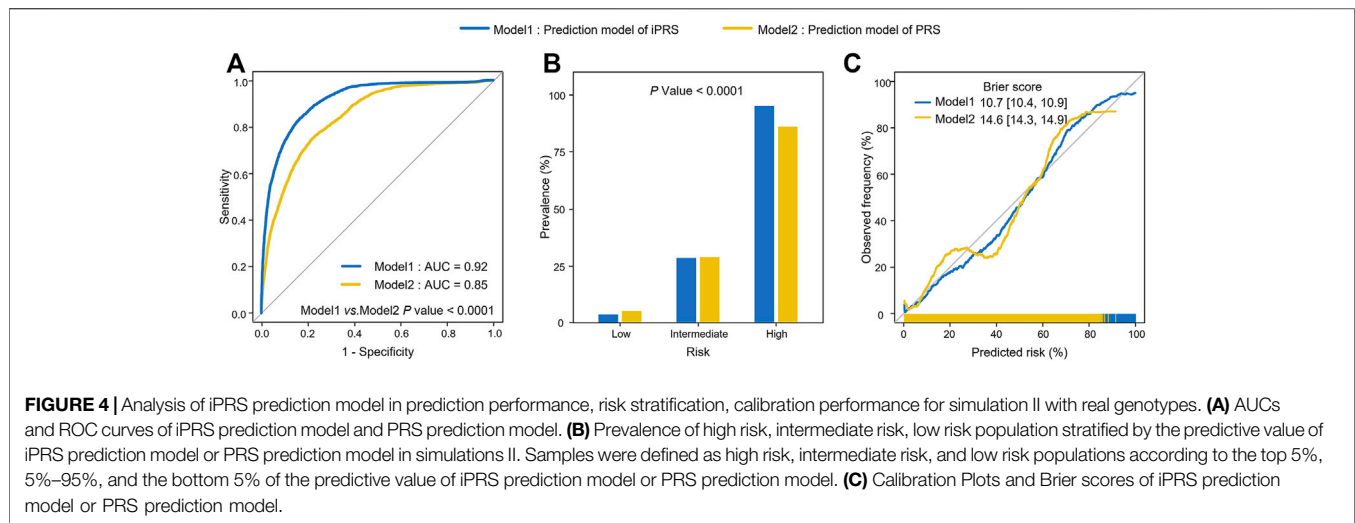 Model1 : Prediction model of iPRS
Model2 : Prediction model of PRS
A
1.0
0.8
0.6
0.4
0.2
0.0
Sensitivity
Model1 : AUC = 0.92
Model2 : AUC = 0.85
Model1 vs.Model2 P value < 0.0001
0.0 0.2 0.4 0.6 0.8 1.0
1 - Specificity
B
P Value < 0.0001
100
75
50
25
0
Prevalence (%)
Low Intermediate High
Risk
C
Brier score
Model1 10.7 [10.4, 10.9]
Model2 14.6 [14.3, 14.9]
100
80
60
40
20
0
Observed frequency (%)
0 20 40 60 80 100
Predicted risk (%)
FIGURE 4 | Analysis of iPRS prediction model in prediction performance, risk stratification, calibration performance for simulation II with real genotypes. (A) AUCs
and ROC curves of iPRS prediction model and PRS prediction model. (B) Prevalence of high risk, intermediate risk, low risk population stratified by the predictive value of
iPRS prediction model or PRS prediction model in simulations II. Samples were defined as high risk, intermediate risk, and low risk populations according to the top 5%,
5%–95%, and the bottom 5% of the predictive value of iPRS prediction model or PRS prediction model. (C) Calibration Plots and Brier scores of iPRS prediction
model or PRS prediction model.